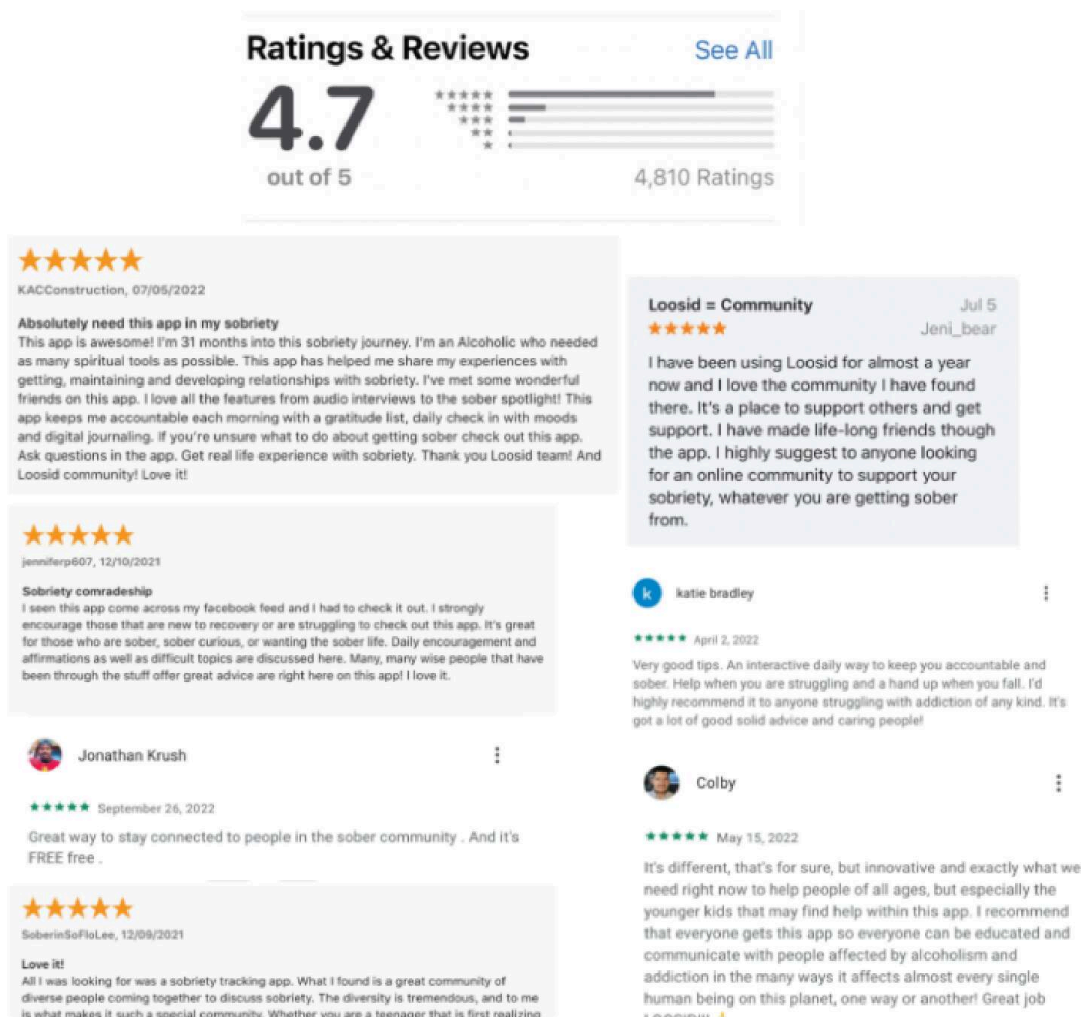 Ratings & Reviews
See All
4.7
out of 5
4,810 Ratings
KACConstruction, 07/05/2022
Absolutely need this app in my sobriety
This app is awesome! I'm 31 months into this sobriety journey. I'm an Alcoholic who needed
as many spiritual tools as possible. This app has helped me share my experiences with
getting, maintaining and developing relationships with sobriety. I've met some wonderful
friends on this app. I love all the features from audio interviews to the sober spotlight! This
app keeps me accountable each morning with a gratitude list, daily check in with moods
and digital journaling. If you're unsure what to do about getting sober check out this app.
Ask questions in the app. Get real life experience with sobriety. Thank you Loosid team! And
Loosid community! Love it!
Loosid = Community
Jul 5
Jeni_bear
I have been using Loosid for almost a year
now and I love the community I have found
there. It's a place to support others and get
support. I have made life-long friends though
the app. I highly suggest to anyone looking
for an online community to support your
sobriety, whatever you are getting sober
from.
jenniferp607, 12/10/2021
Sobriety comradeship
I seen this app come across my facebook feed and I had to check it out. I strongly
encourage those that are new to recovery or are struggling to check out this app. It's great
for those who are sober, sober curious, or wanting the sober life. Daily encouragement and
affirmations as well as difficult topics are discussed here. Many, many wise people that have
been through the stuff offer great advice are right here on this app! I love it.
k
katie bradley
April 2, 2022
Very good tips. An interactive daily way to keep you accountable and
sober. Help when you are struggling and a hand up when you fall. I'd
highly recommend it to anyone struggling with addiction of any kind. It's
got a lot of good solid advice and caring people!
Jonathan Krush
September 26, 2022
Great way to stay connected to people in the sober community . And it's
FREE free .
Colby
May 15, 2022
It's different, that's for sure, but innovative and exactly what we
need right now to help people of all ages, but especially the
younger kids that may find help within this app. I recommend
that everyone gets this app so everyone can be educated and
communicate with people affected by alcoholism and
addiction in the many ways it affects almost every single
human being on this planet, one way or another! Great job
SoberinSoFloLee, 12/09/2021
Love it!
All I was looking for was a sobriety tracking app. What I found is a great community of
diverse people coming together to discuss sobriety. The diversity is tremendous, and to me
is what makes it such a special community. Whether you are a teenager that is first realizing